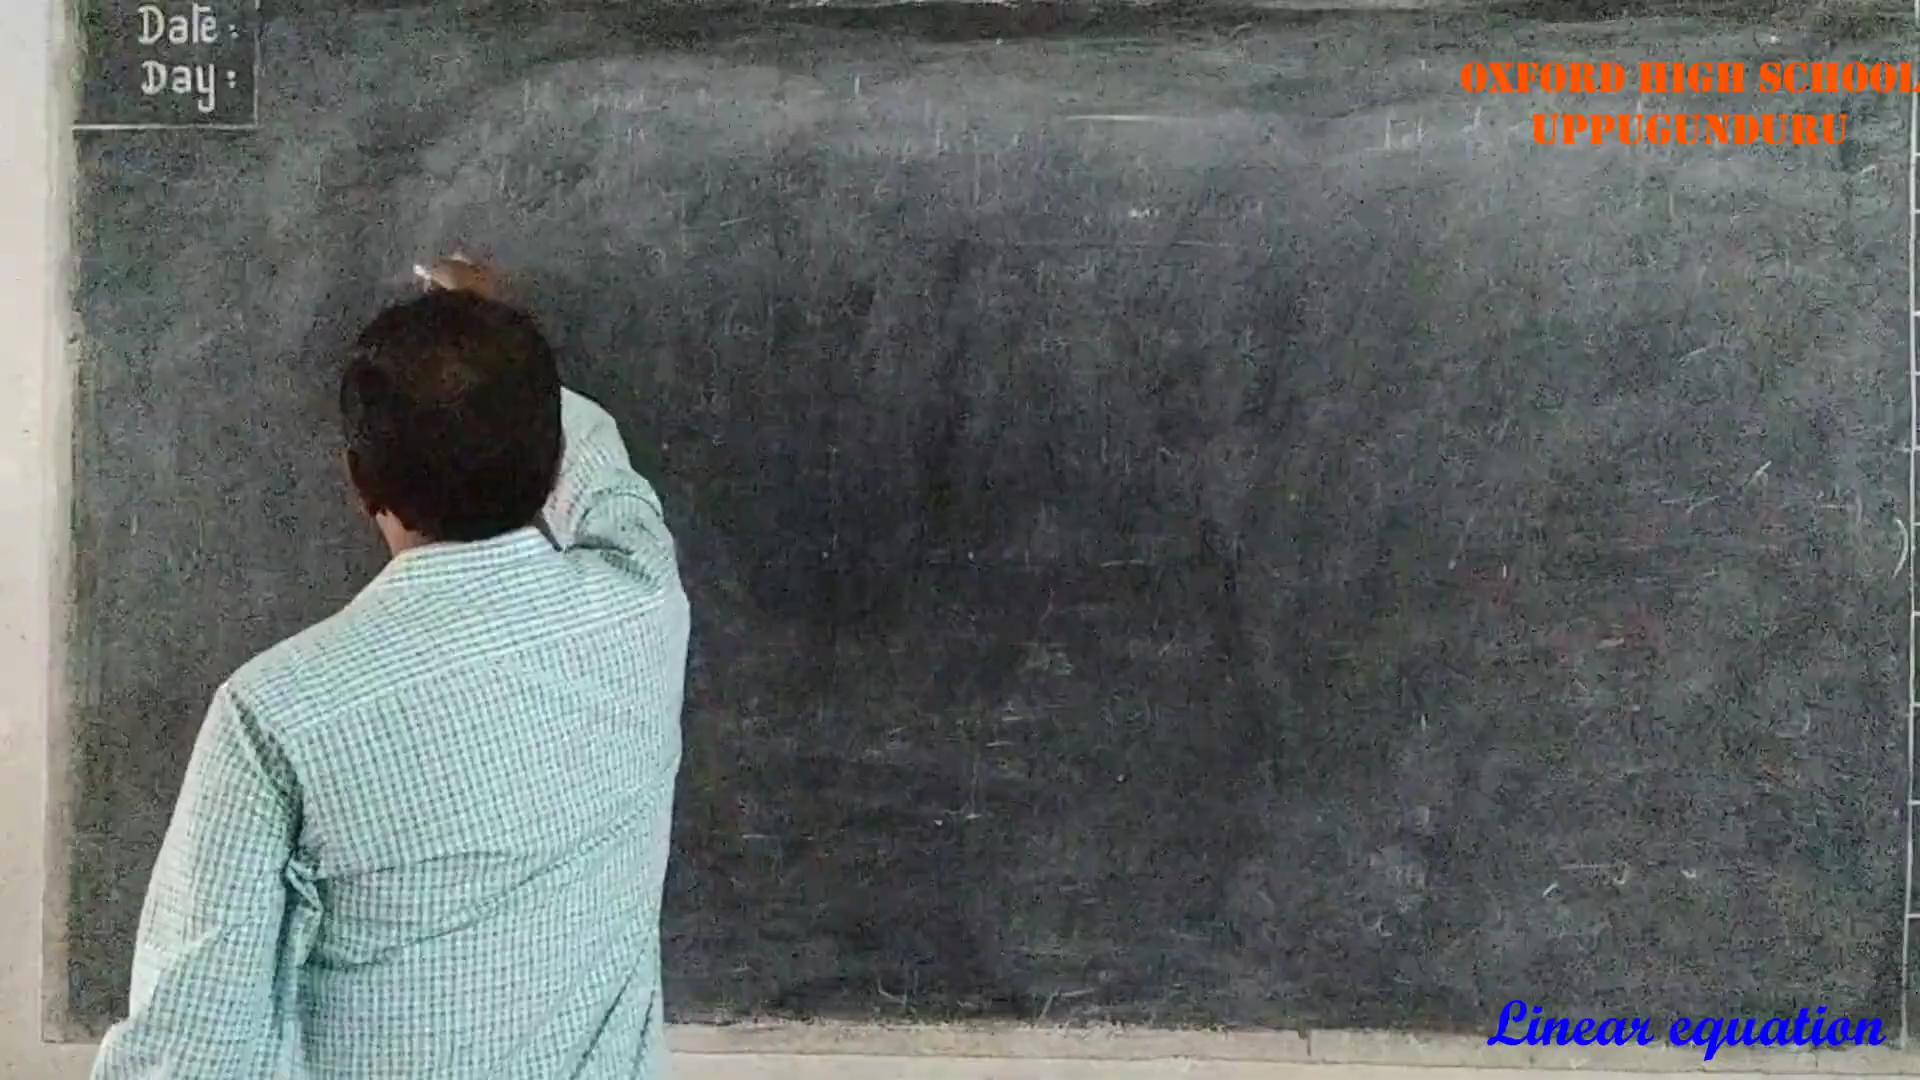 Date:
Day:
OXFORD HIGH SCHOOL
UPPUGUNDURU
Linear equation